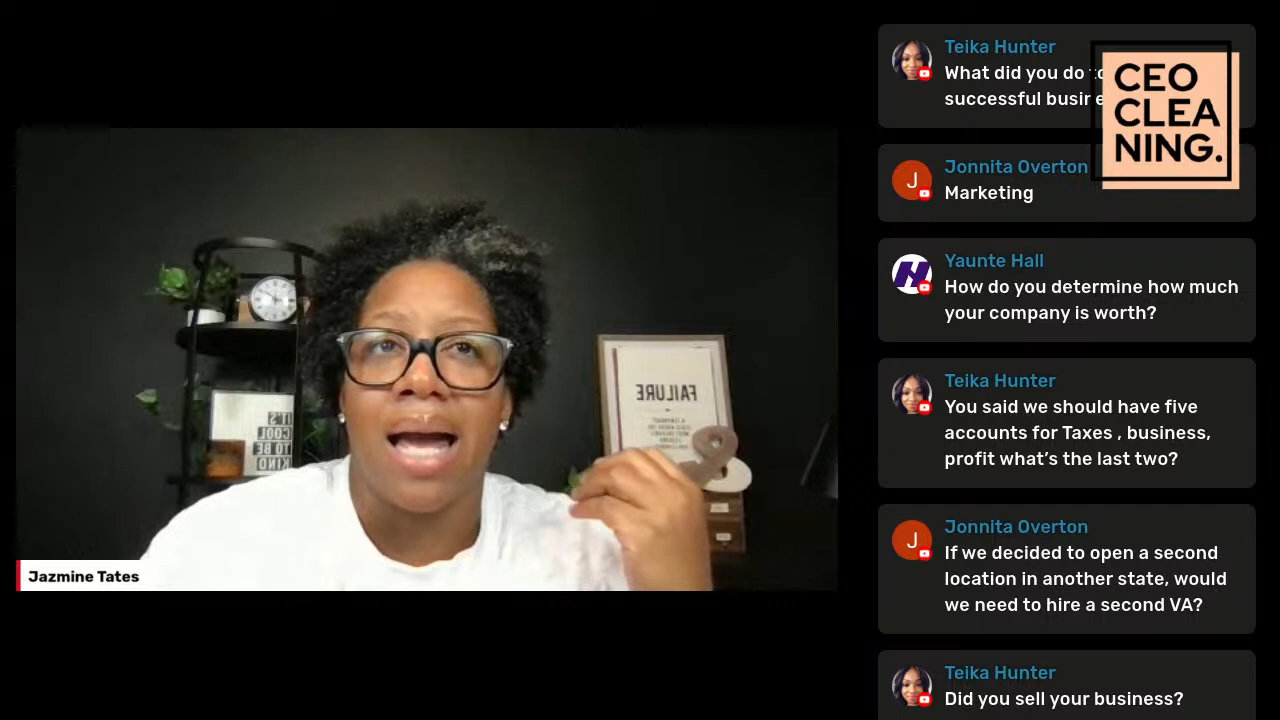 Teika Hunter
What did you do
successful
CEO
CLEA
NING.
Jonnita Overton
J
Marketing
Yaunte Hall
H
How do you determine how much
your company is worth?
Teika Hunter
You said we should have five
accounts for Taxes , business,
profit what’s the last two?
Jonnita Overton
J
If we decided to open a second
location in another state, would
we need to hire a second VA?
Teika Hunter
Did you sell your business?
FAILURE
IT'S
COOL
TO BE
KIND
Jazmine Tates